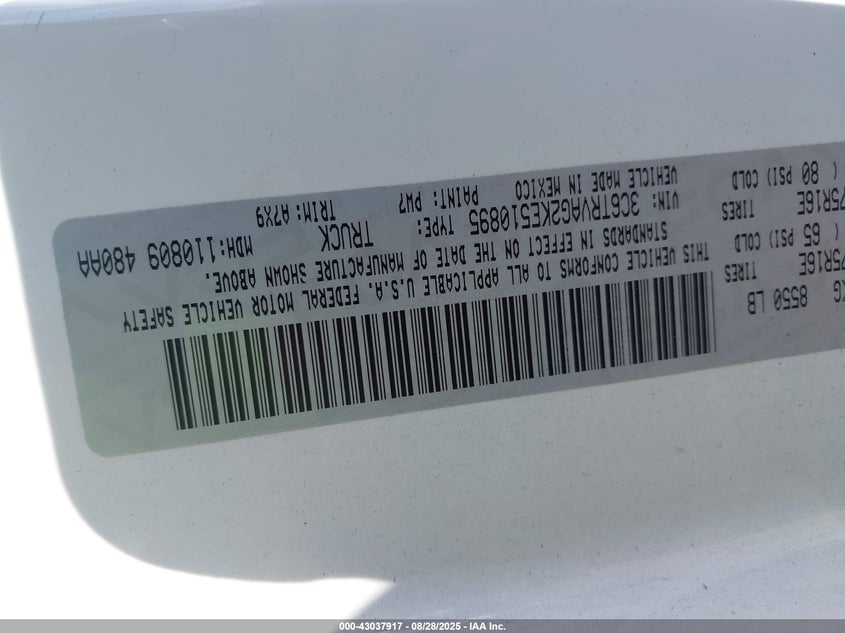 KG 8550 LB
75R16E TIRES
( 65 PSI) COLD
75R16E TIRES
( 80 PSI) COLD
THIS VEHICLE CONFORMS TO ALL APPLICABLE U.S.A. FEDERAL MOTOR VEHICLE SAFETY
STANDARDS IN EFFECT ON THE DATE OF MANUFACTURE SHOWN ABOVE.
VIN: 3C6TRVAG2KE510895 TYPE: TRUCK MDH:110809 480AA
VEHICLE MADE IN MEXICO PAINT: PW7 TRIM: A7X9
000-43037917 - 08/28/2025 - IAA Inc.